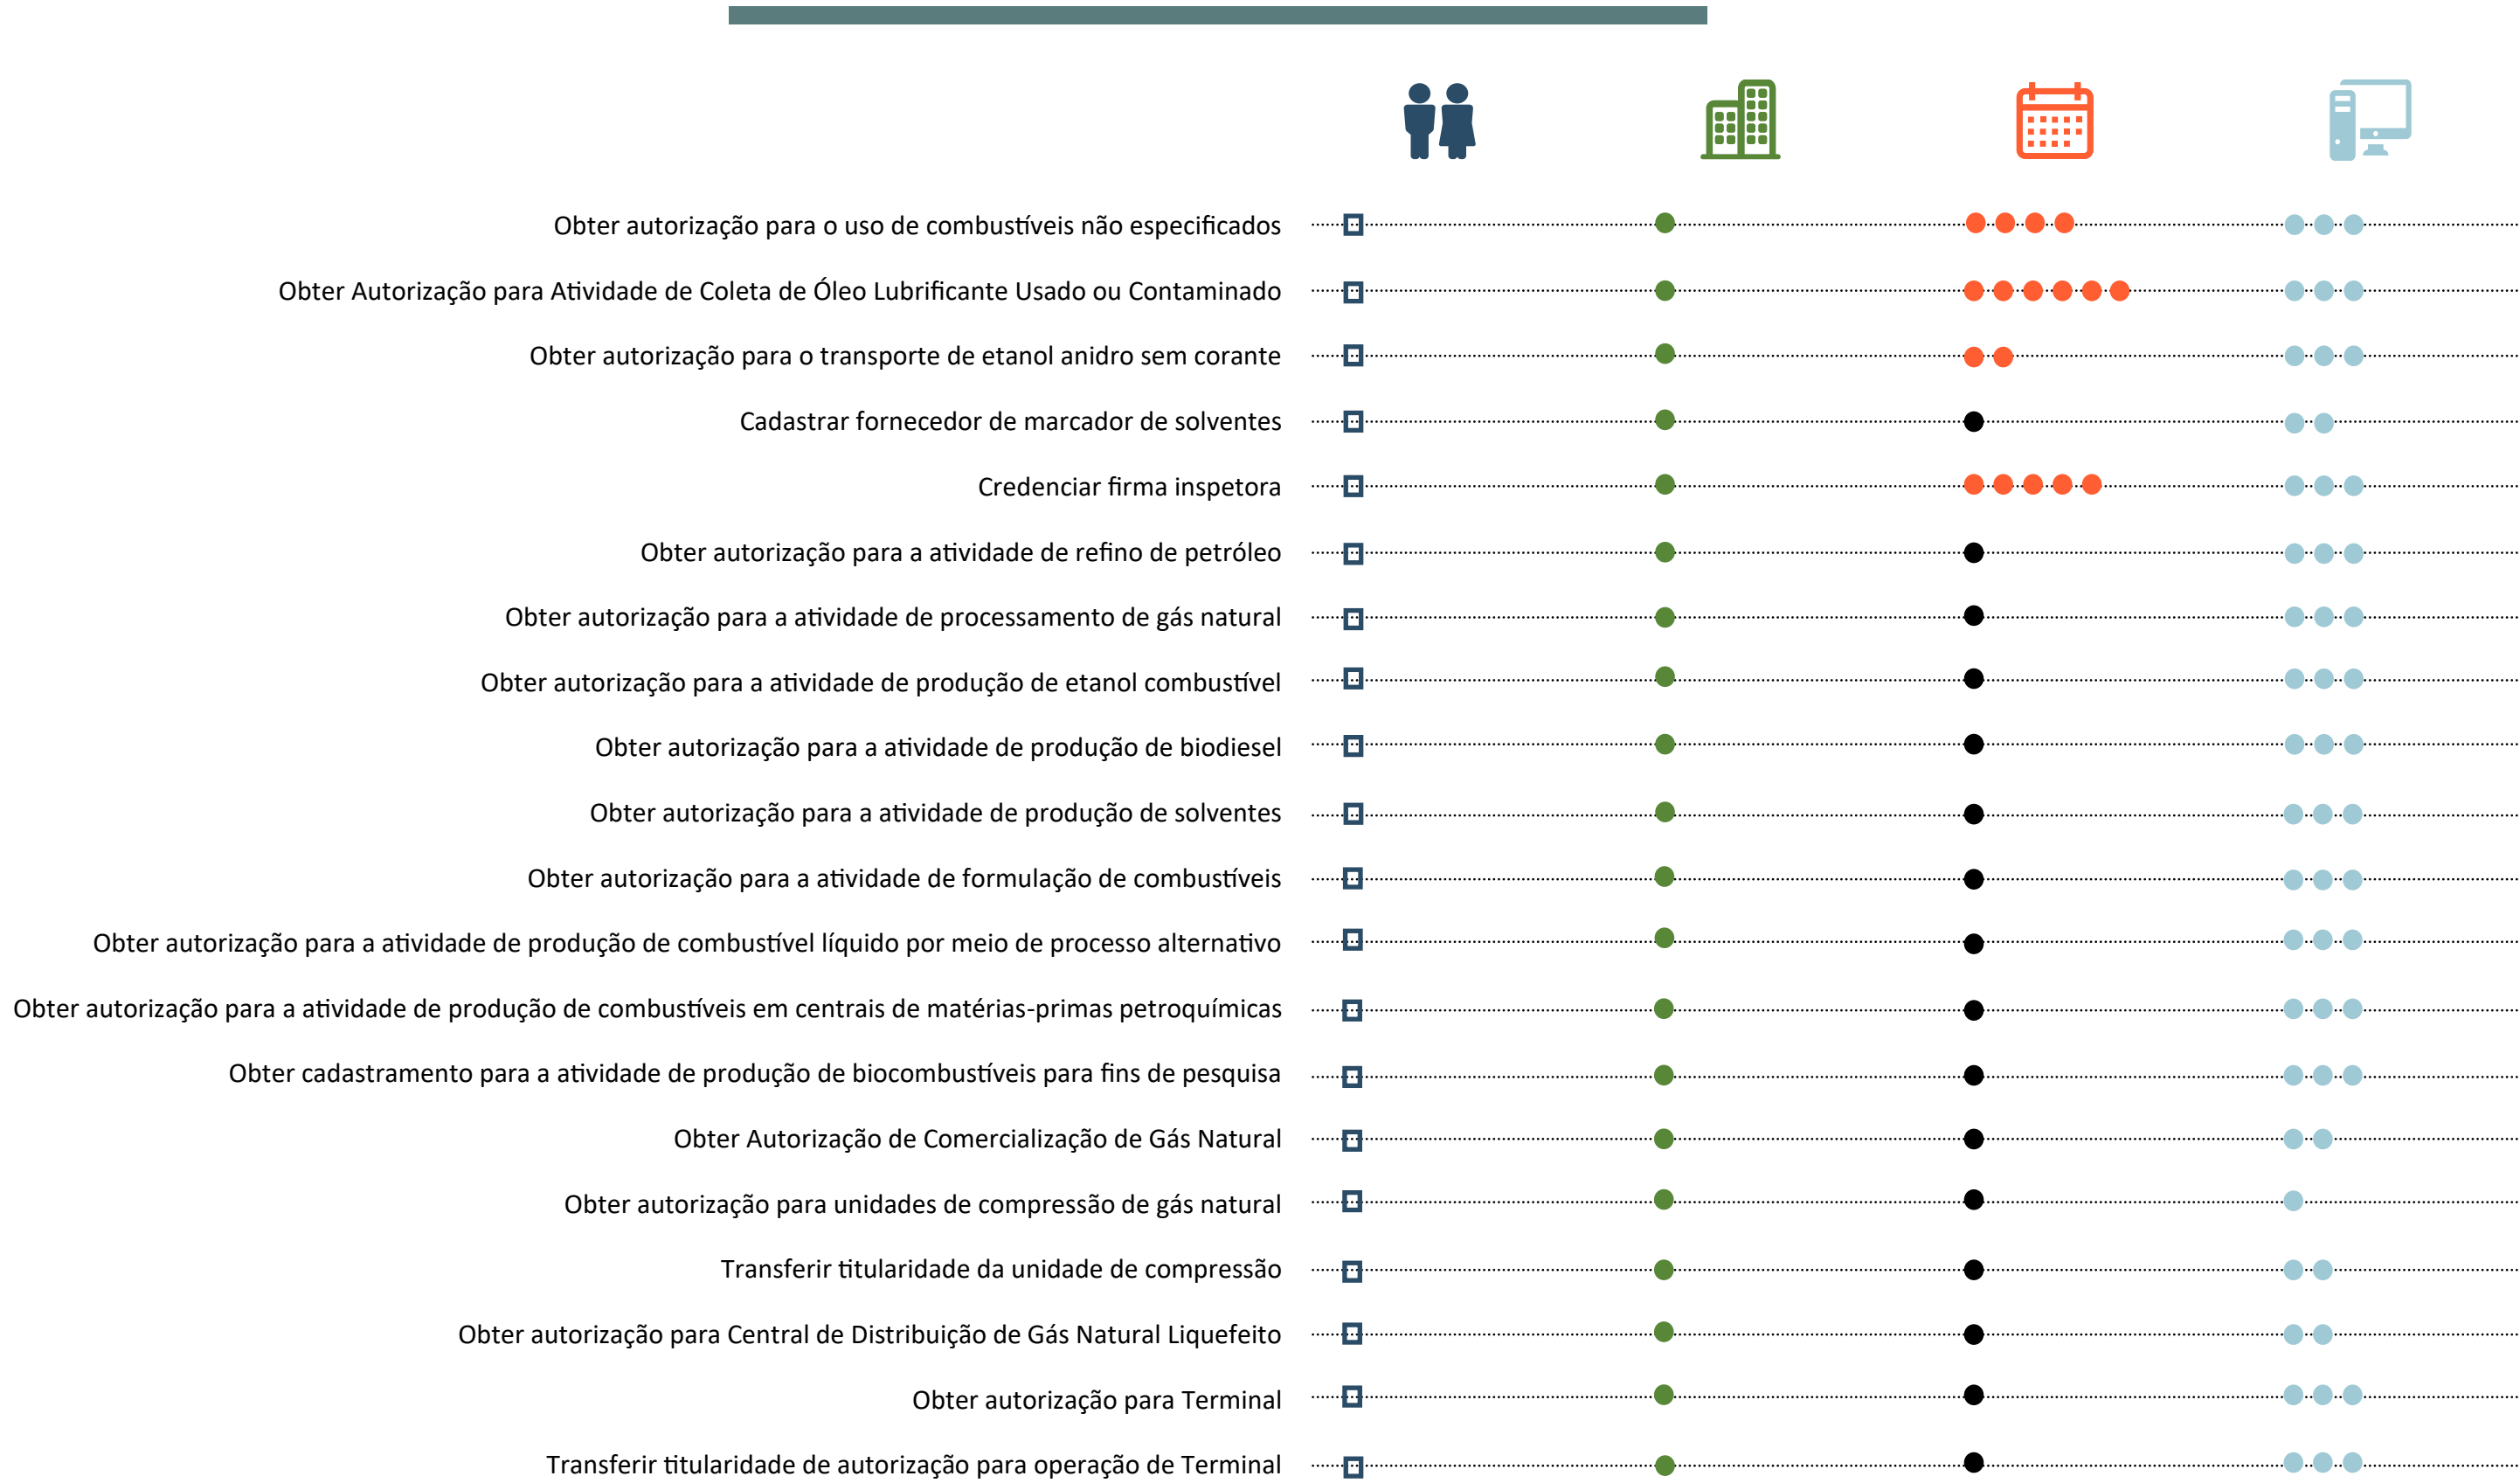 Obter autorização para o uso de combustíveis não especificados
Obter Autorização para Atividade de Coleta de Óleo Lubrificante Usado ou Contaminado
Obter autorização para o transporte de etanol anidro sem corante
Cadastrar fornecedor de marcador de solventes
Credenciar firma inspetora
Obter autorização para a atividade de refino de petróleo
Obter autorização para a atividade de processamento de gás natural
Obter autorização para a atividade de produção de etanol combustível
Obter autorização para a atividade de produção de biodiesel
Obter autorização para a atividade de produção de solventes
Obter autorização para a atividade de formulação de combustíveis
Obter autorização para a atividade de produção de combustível líquido por meio de processo alternativo
Obter autorização para a atividade de produção de combustíveis em centrais de matérias-primas petroquímicas
Obter cadastramento para a atividade de produção de biocombustíveis para fins de pesquisa
Obter Autorização de Comercialização de Gás Natural
Obter autorização para unidades de compressão de gás natural
Transferir titularidade da unidade de compressão
Obter autorização para Central de Distribuição de Gás Natural Liquefeito
Obter autorização para Terminal
Transferir titularidade de autorização para operação de Terminal